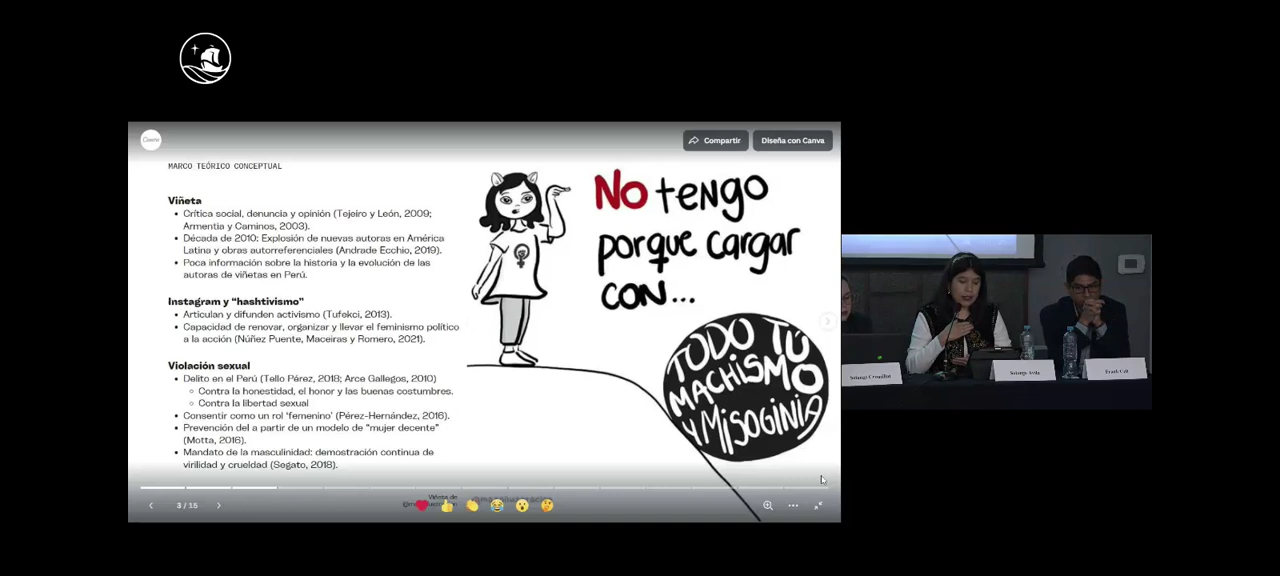 Compartir
Diseña con Canva
MARCO TEÓRICO CONCEPTUAL
Viñeta
• Crítica social, denuncia y opinión (Tejeiro y León, 2009;
Armentia y Caminos, 2003).
• Década de 2010: Explosión de nuevas autoras en América
Latina y obras autorreferenciales (Andrade Ecchio, 2019).
• Poca información sobre la historia y la evolución de las
autoras de viñetas en Perú.
Instagram y “hashtivismo”
• Articulan y difunden activismo (Tufekci, 2013).
• Capacidad de renovar, organizar y llevar el feminismo político
a la acción (Núñez Puente, Maceiras y Romero, 2021).
Violación sexual
• Delito en el Perú (Tello Pérez, 2018; Arce Gallegos, 2010)
Contra la honestidad, el honor y las buenas costumbres.
Contra la libertad sexual
• Consentir como un rol ‘femenino’ (Pérez-Hernández, 2016).
• Prevención del a partir de un modelo de "mujer decente"
(Motta, 2016).
• Mandato de la masculinidad: demostración continua de
virilidad y crueldad (Segato, 2018).
NO tengo
porque cargar
CON...
TODO TÚ
MACHISMO
Y MISOGINIA
Viñeta de
3 / 15
Solange Avila